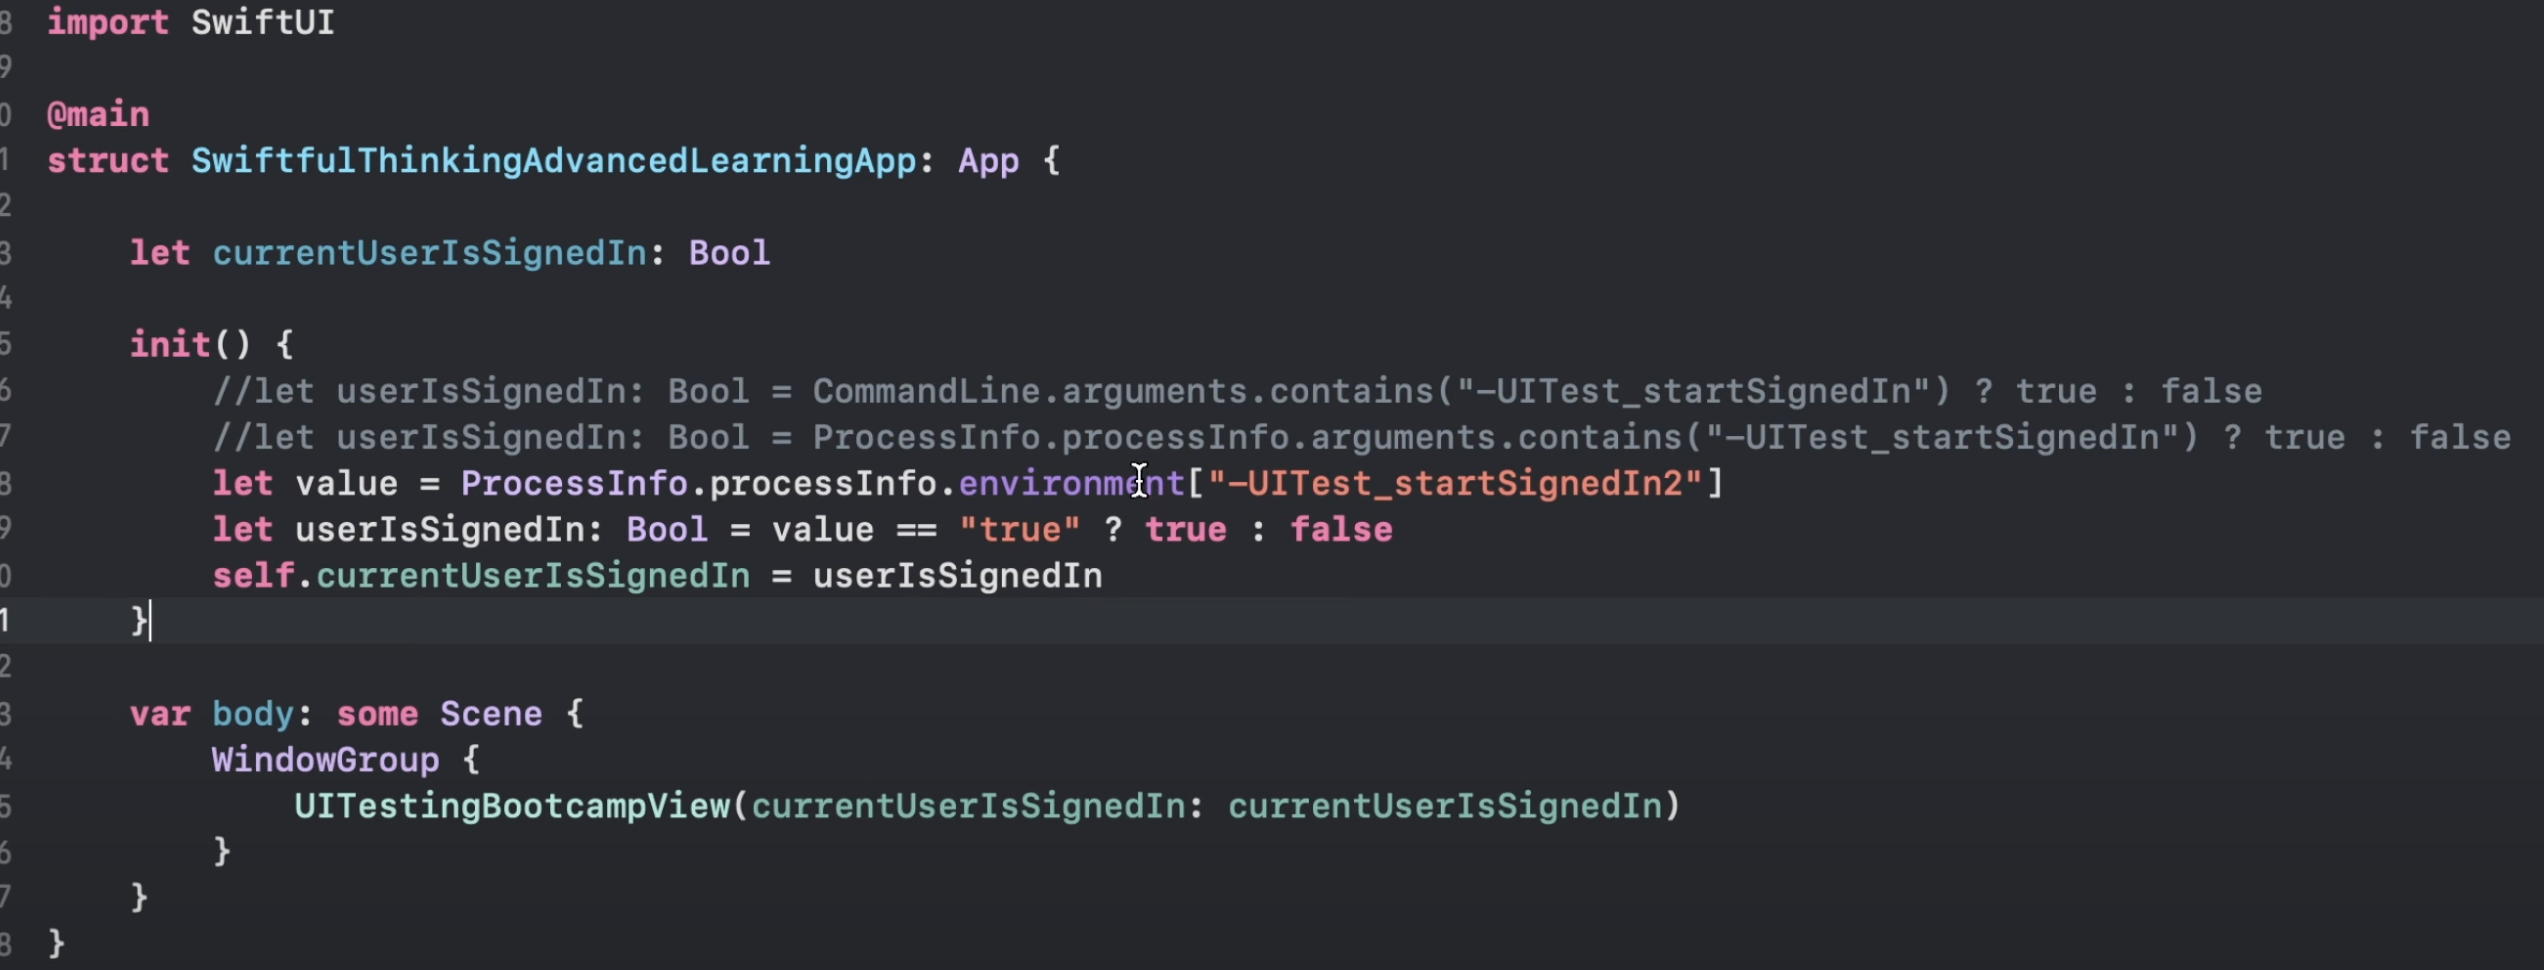 8 import SwiftUI
9
0 @main
1 struct SwiftfulThinkingAdvancedLearningApp: App {
2
3 let currentUserIsSignedIn: Bool
4
5 init() {
6 //let userIsSignedIn: Bool = CommandLine.arguments.contains("-UITest_startSignedIn") ? true : false
7 //let userIsSignedIn: Bool = ProcessInfo.processInfo.arguments.contains("-UITest_startSignedIn") ? true : false
8 let value = ProcessInfo.processInfo.environment["-UITest_startSignedIn2"]
9 let userIsSignedIn: Bool = value == "true" ? true : false
0 self.currentUserIsSignedIn = userIsSignedIn
1 }
2
3 var body: some Scene {
4 WindowGroup {
5 UITestingBootcampView(currentUserIsSignedIn: currentUserIsSignedIn)
6 }
7 }
8 }